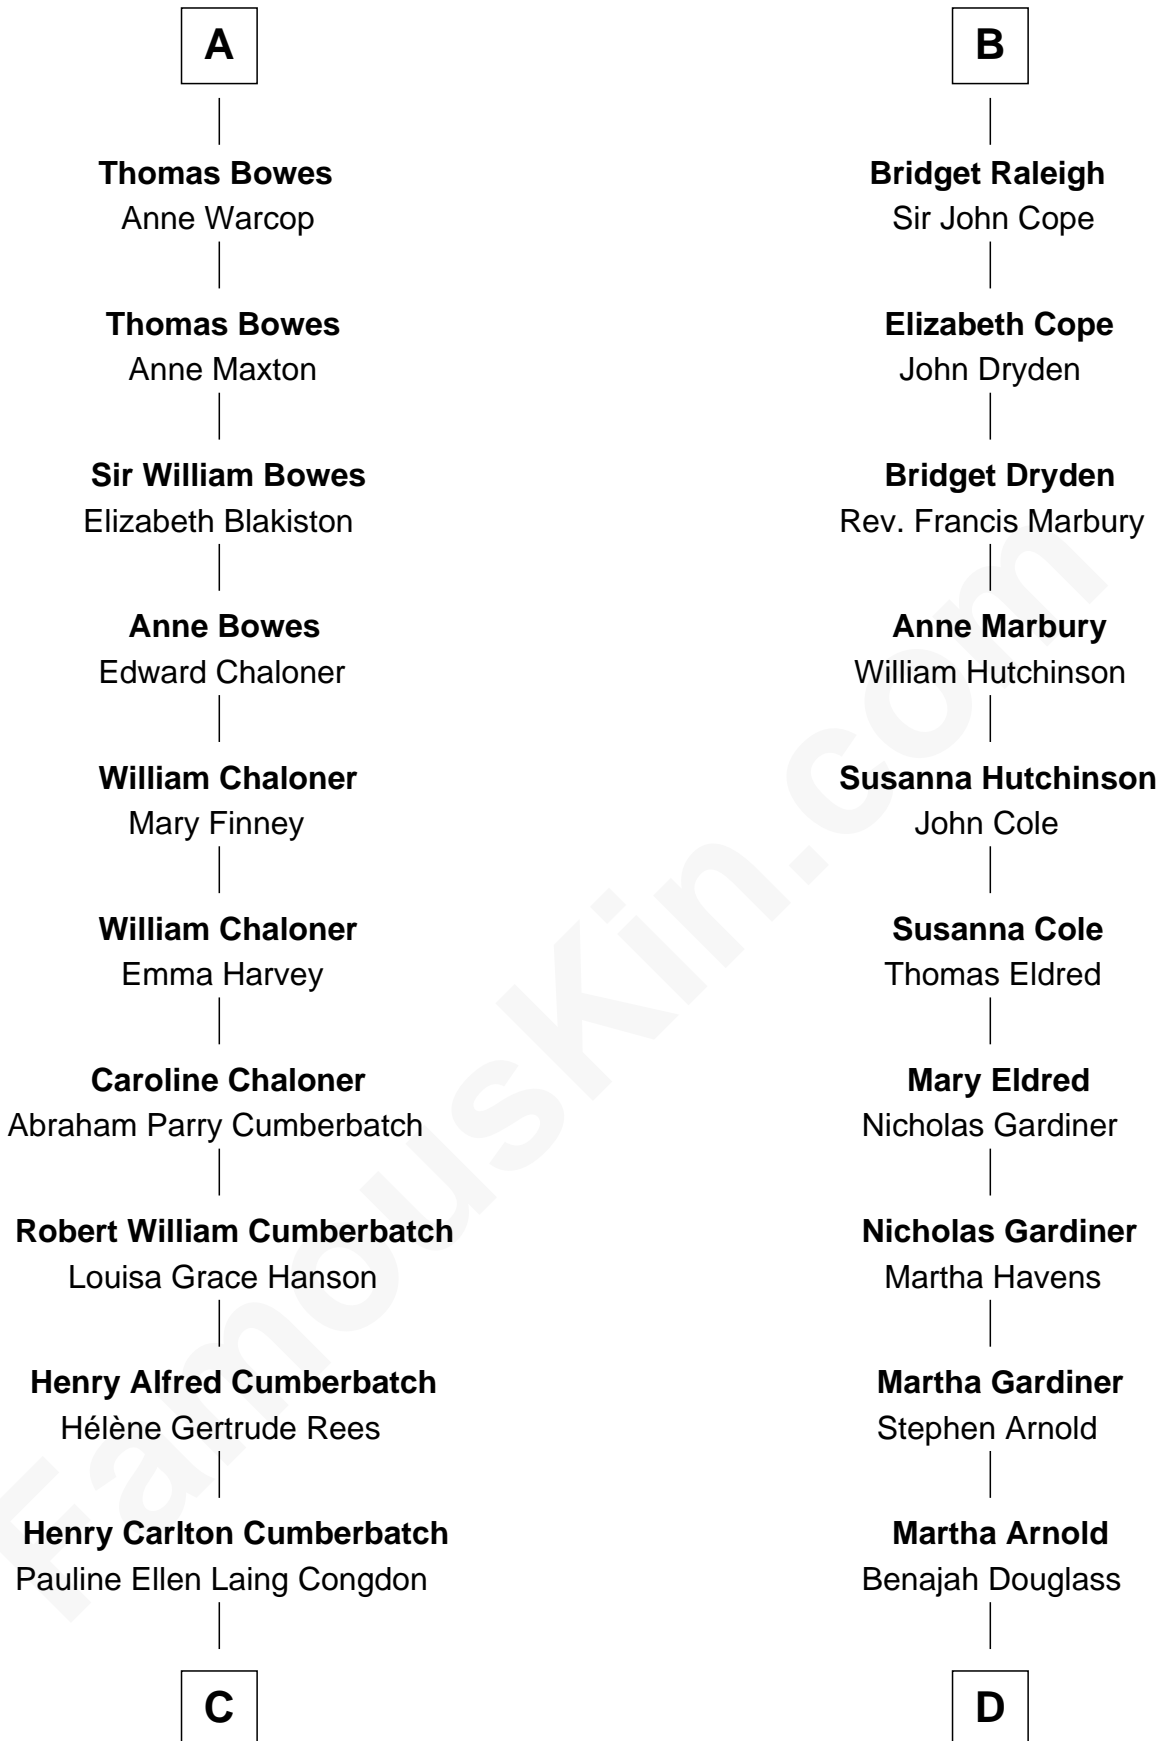 A
Thomas Bowes
Anne Warcop
Thomas Bowes
Anne Maxton
Sir William Bowes
Elizabeth Blakiston
Anne Bowes
Edward Chaloner
William Chaloner
Mary Finney
William Chaloner
Emma Harvey
Caroline Chaloner
Abraham Parry Cumberbatch
Robert William Cumberbatch
Louisa Grace Hanson
Henry Alfred Cumberbatch
Hélène Gertrude Rees
Henry Carlton Cumberbatch
Pauline Ellen Laing Congdon
C
B
Bridget Raleigh
Sir John Cope
Elizabeth Cope
John Dryden
Bridget Dryden
Rev. Francis Marbury
Anne Marbury
William Hutchinson
Susanna Hutchinson
John Cole
Susanna Cole
Thomas Eldred
Mary Eldred
Nicholas Gardiner
Nicholas Gardiner
Martha Havens
Martha Gardiner
Stephen Arnold
Martha Arnold
Benajah Douglass
D
FamousKin.com